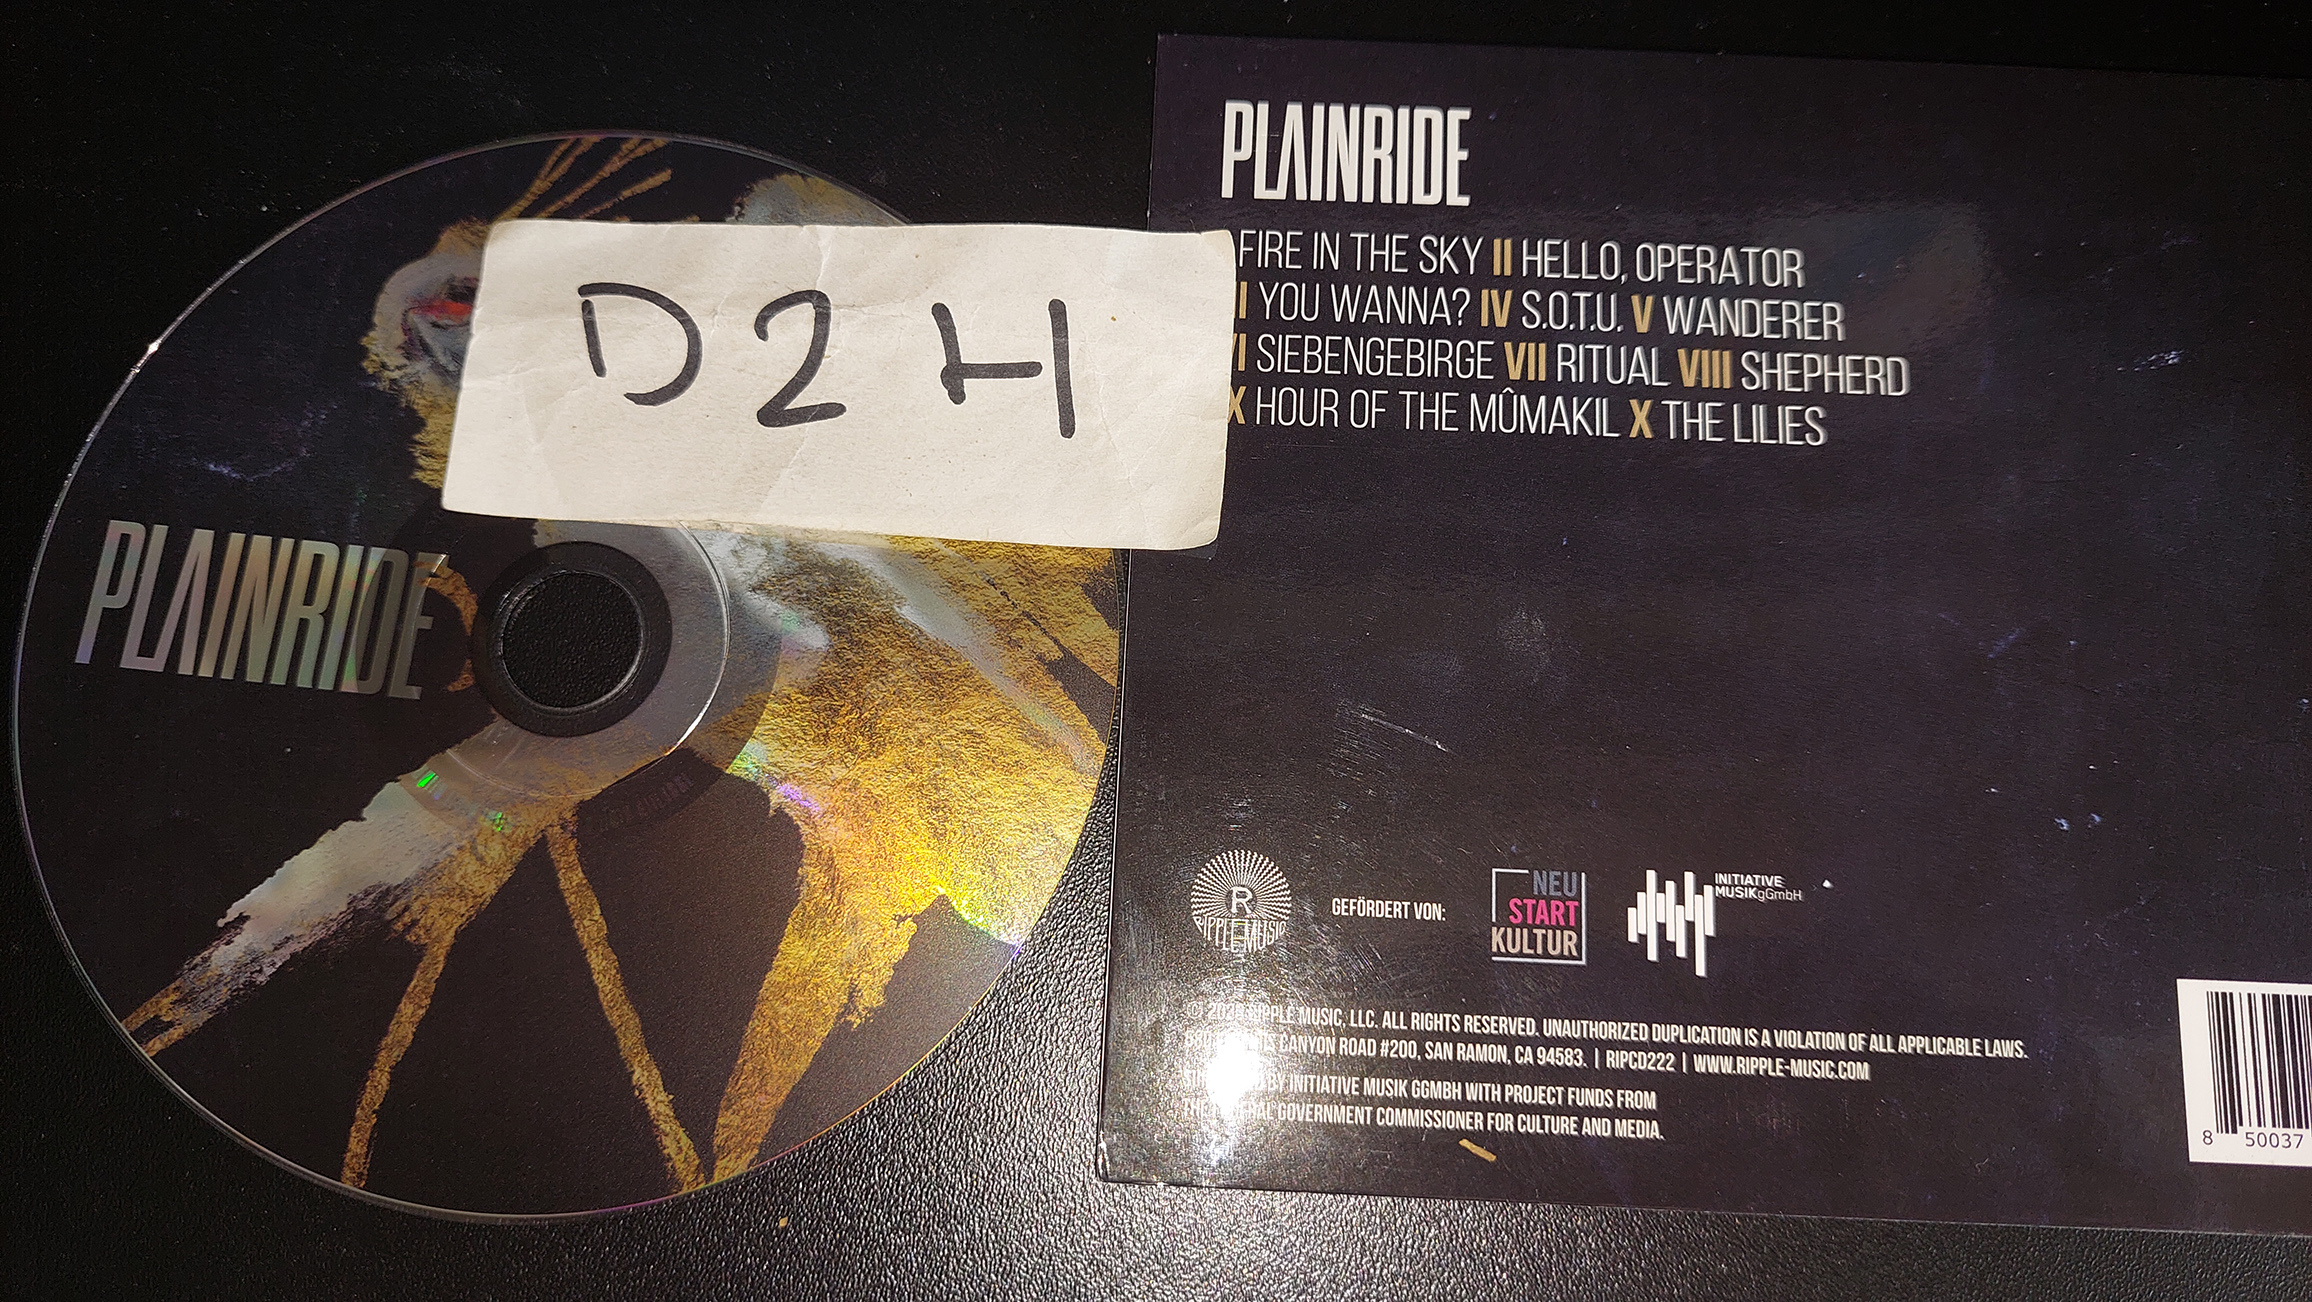 PLAINRIDE
D2H
PLAINRIDE
FIRE IN THE SKY II HELLO, OPERATOR
I YOU WANNA? IV S.O.T.U. V WANDERER
VI SIEBENGEBIRGE VII RITUAL VIII SHEPHERD
X HOUR OF THE MÛMAKIL X THE LILIES
R
RIPPLE-MUSIC
GEFÖRDERT VON:
NEU
START
KULTUR
INITIATIVE
MUSIKgGmbH
RIPPLE MUSIC, LLC. ALL RIGHTS RESERVED. UNAUTHORIZED DUPLICATION IS A VIOLATION OF ALL APPLICABLE LAWS.
CANYON ROAD #200, SAN RAMON, CA 94583. | RIPCD222 | WWW.RIPPLE-MUSIC.COM
BY INITIATIVE MUSIK GGMBH WITH PROJECT FUNDS FROM
GOVERNMENT COMMISSIONER FOR CULTURE AND MEDIA.
8 50037